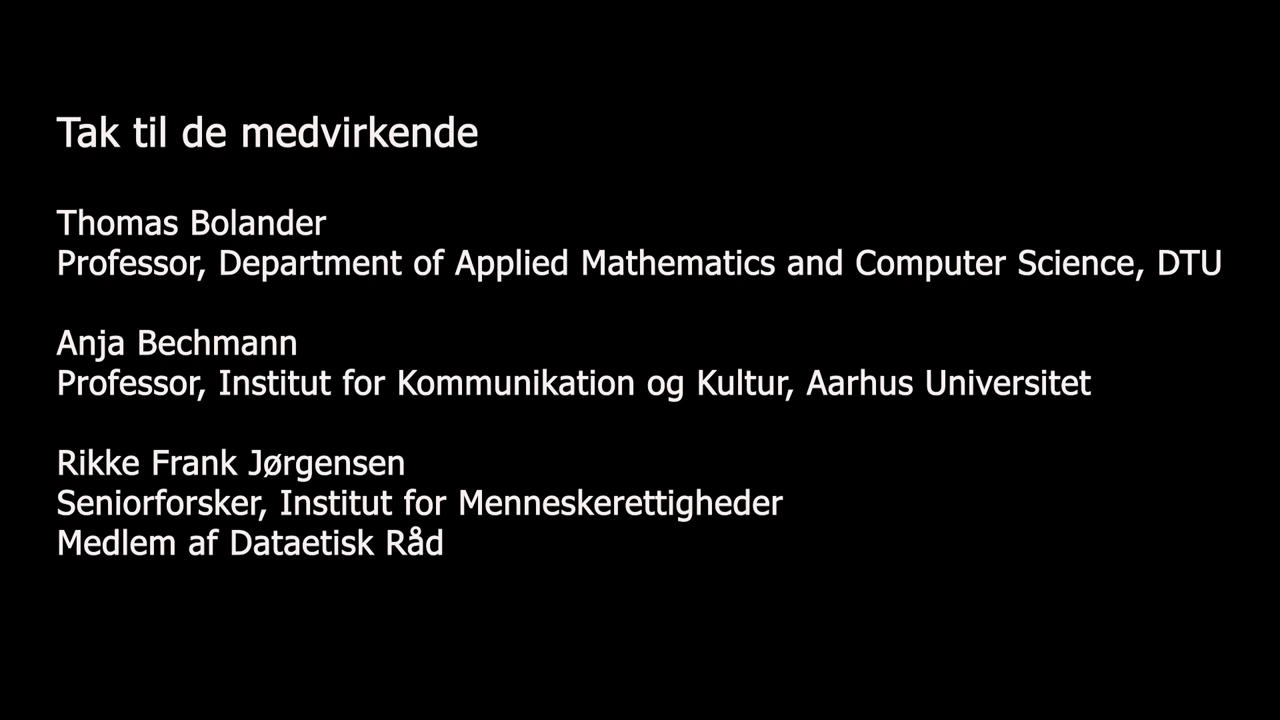 Tak til de medvirkende
Thomas Bolander
Professor, Department of Applied Mathematics and Computer Science, DTU
Anja Bechmann
Professor, Institut for Kommunikation og Kultur, Aarhus Universitet
Rikke Frank Jørgensen
Seniorforsker, Institut for Menneskerettigheder
Medlem af Dataetisk Råd